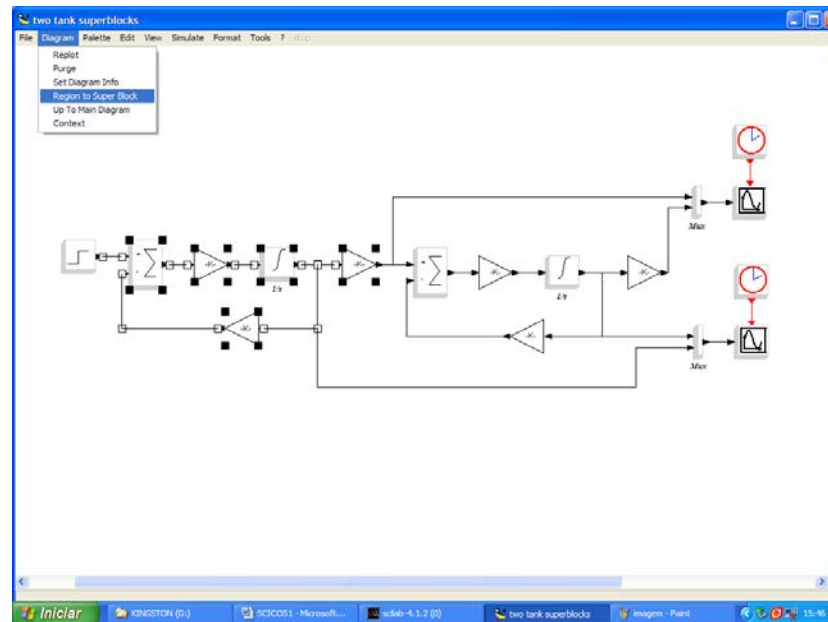 two tank superblocks
File Diagram Palette Edit View Simulate Format Tools ? stop
Replot
Purge
Set Diagram Info
Region to Super Block
Up To Main Diagram
Context
Mux
1/s
1/s
Mux
Iniciar KINGSTON (G:) SCICOS1 - Microsoft... scilab-4.1.2 (0) two tank superblocks imagem - Paint 15:46